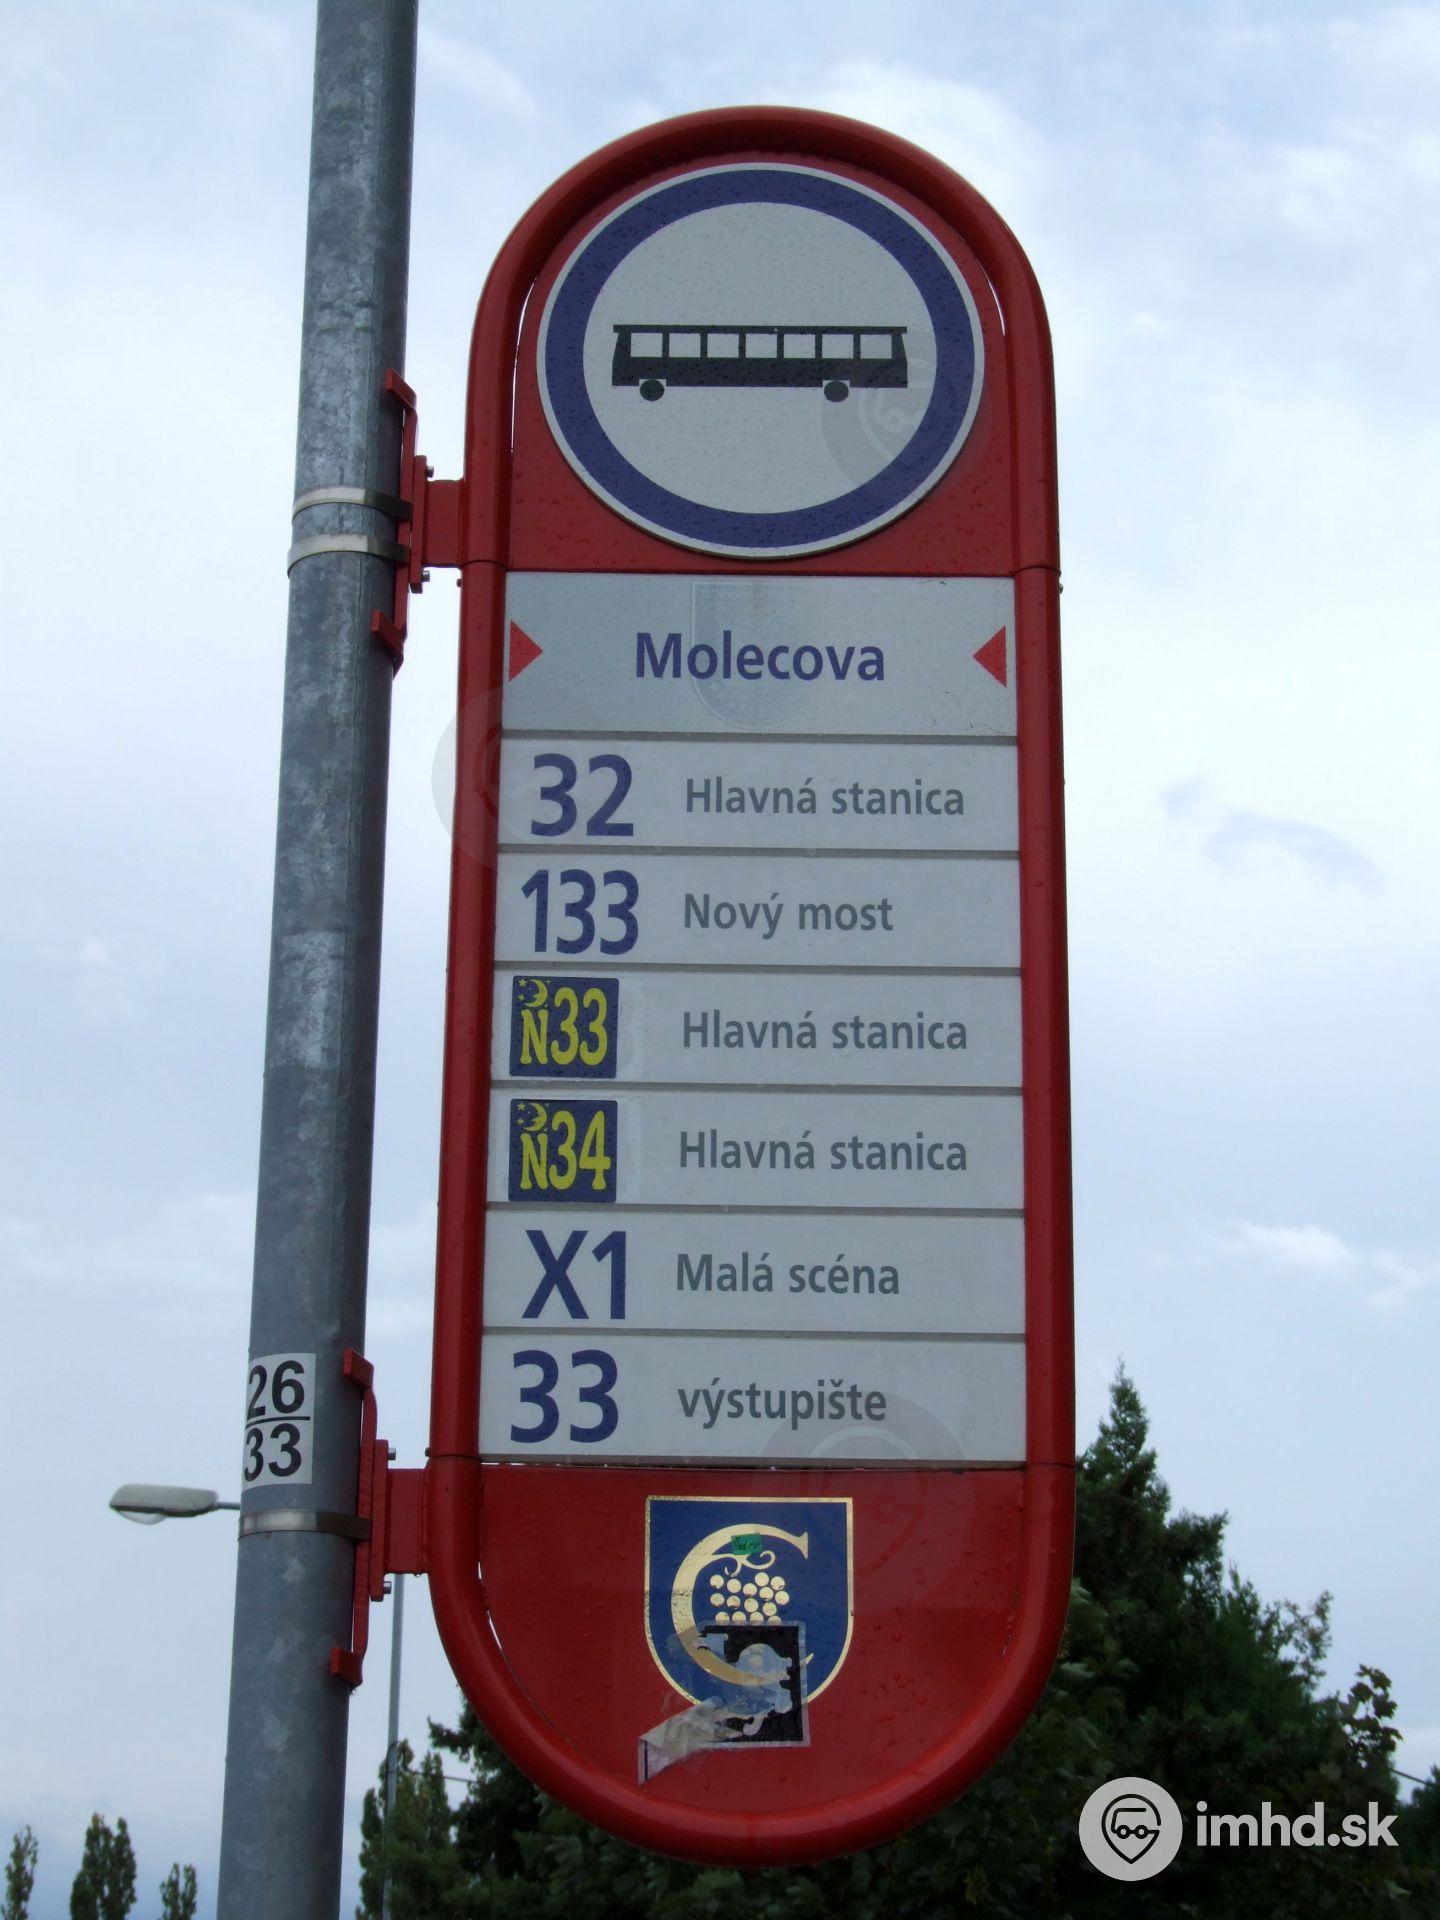 Molecova
32 Hlavná stanica
133 Nový most
N33 Hlavná stanica
N34 Hlavná stanica
X1 Malá scéna
33 výstupište
26
33
imhd.sk